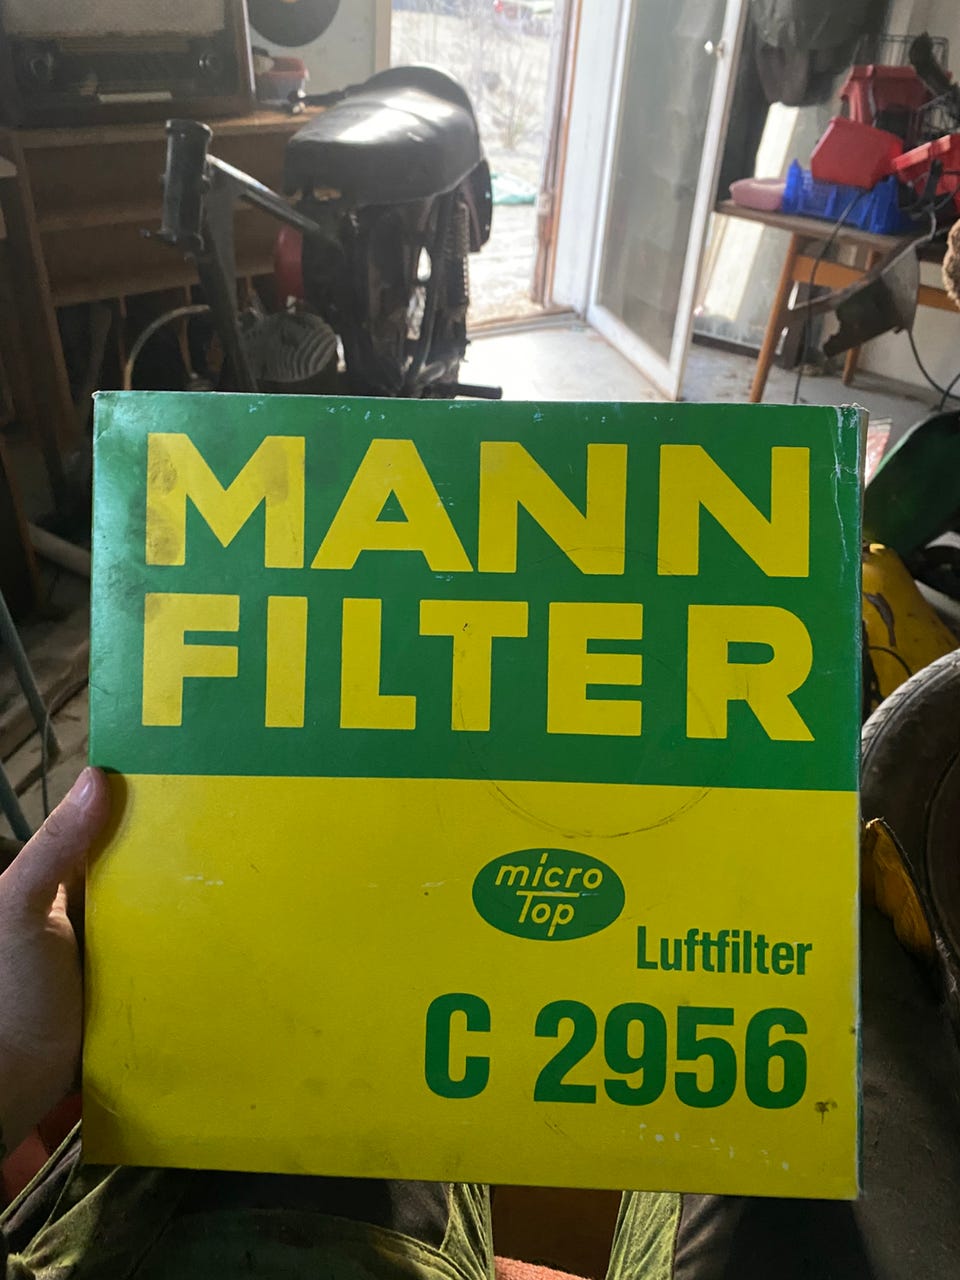 MANN
FILTER
micro
Top
Luftfilter
C 2956